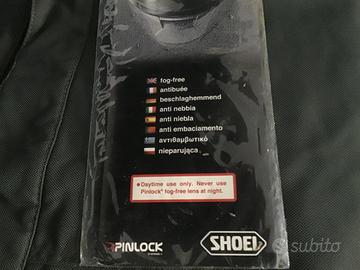 fog-free
antibuée
beschlaghemmend
anti nebbia
anti niebla
anti embaciamento
αντιθαμβωτικό
nieparująca
Daytime use only. Never use
Pinlock® fog-free lens at night.
PINLOCK
SHOEI
subito